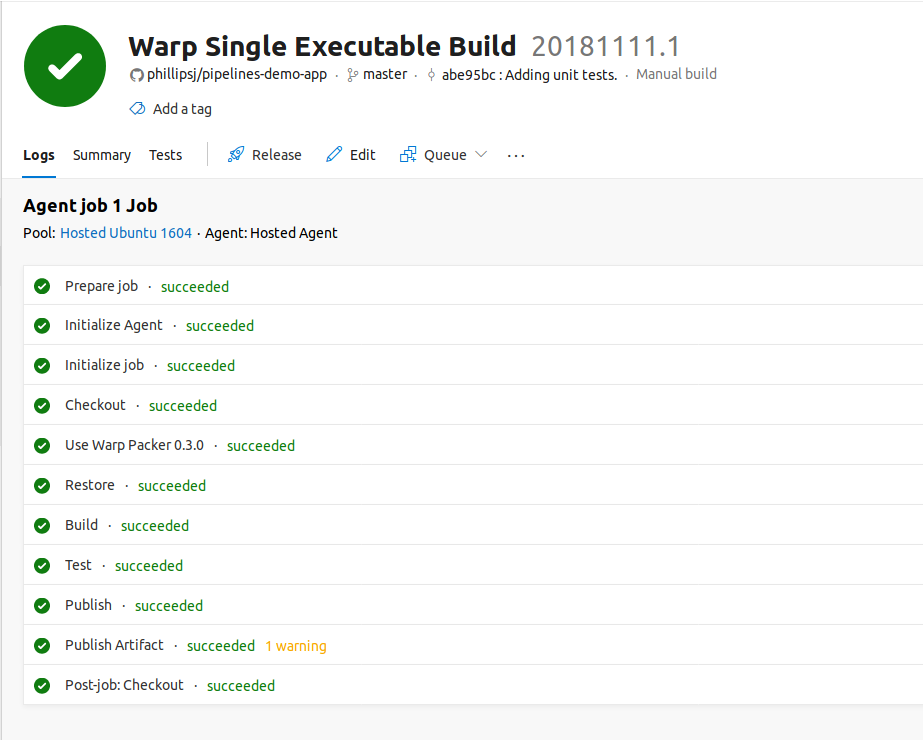 Warp Single Executable Build 20181111.1
phillipsj/pipelines-demo-app · master · abe95bc : Adding unit tests. · Manual build
Add a tag
Logs Summary Tests Release Edit Queue ...
Agent job 1 Job
Pool: Hosted Ubuntu 1604 · Agent: Hosted Agent
Prepare job · succeeded
Initialize Agent · succeeded
Initialize job · succeeded
Checkout · succeeded
Use Warp Packer 0.3.0 · succeeded
Restore · succeeded
Build · succeeded
Test · succeeded
Publish · succeeded
Publish Artifact · succeeded 1 warning
Post-job: Checkout · succeeded